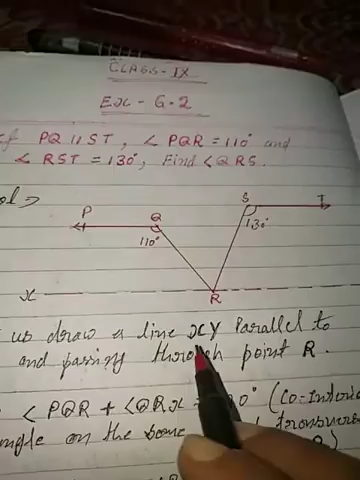 CLASS-IX
EX - 6.2
If PQ || ST, ∠PQR = 110° and
∠RST = 130°, Find ∠QRS.
Sol ⇒
P Q S T
110° 130°
x R
us draw a line XY Parallel to
and passing through point R.
∠PQR + ∠QRX = (Co-Interior
angle on the same